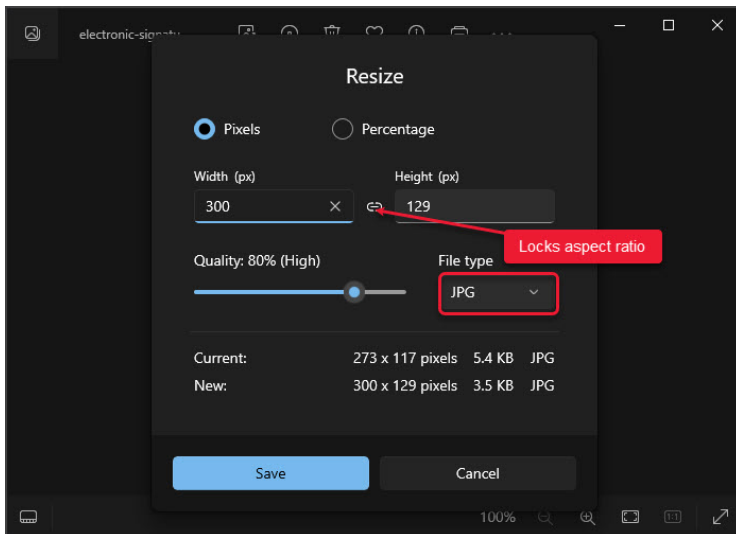 electronic-signatu
Resize
Pixels
Percentage
Width (px)
Height (px)
300
129
Locks aspect ratio
Quality: 80% (High)
File type
JPG
Current: 273 x 117 pixels 5.4 KB JPG
New: 300 x 129 pixels 3.5 KB JPG
Save
Cancel
100%
1:1